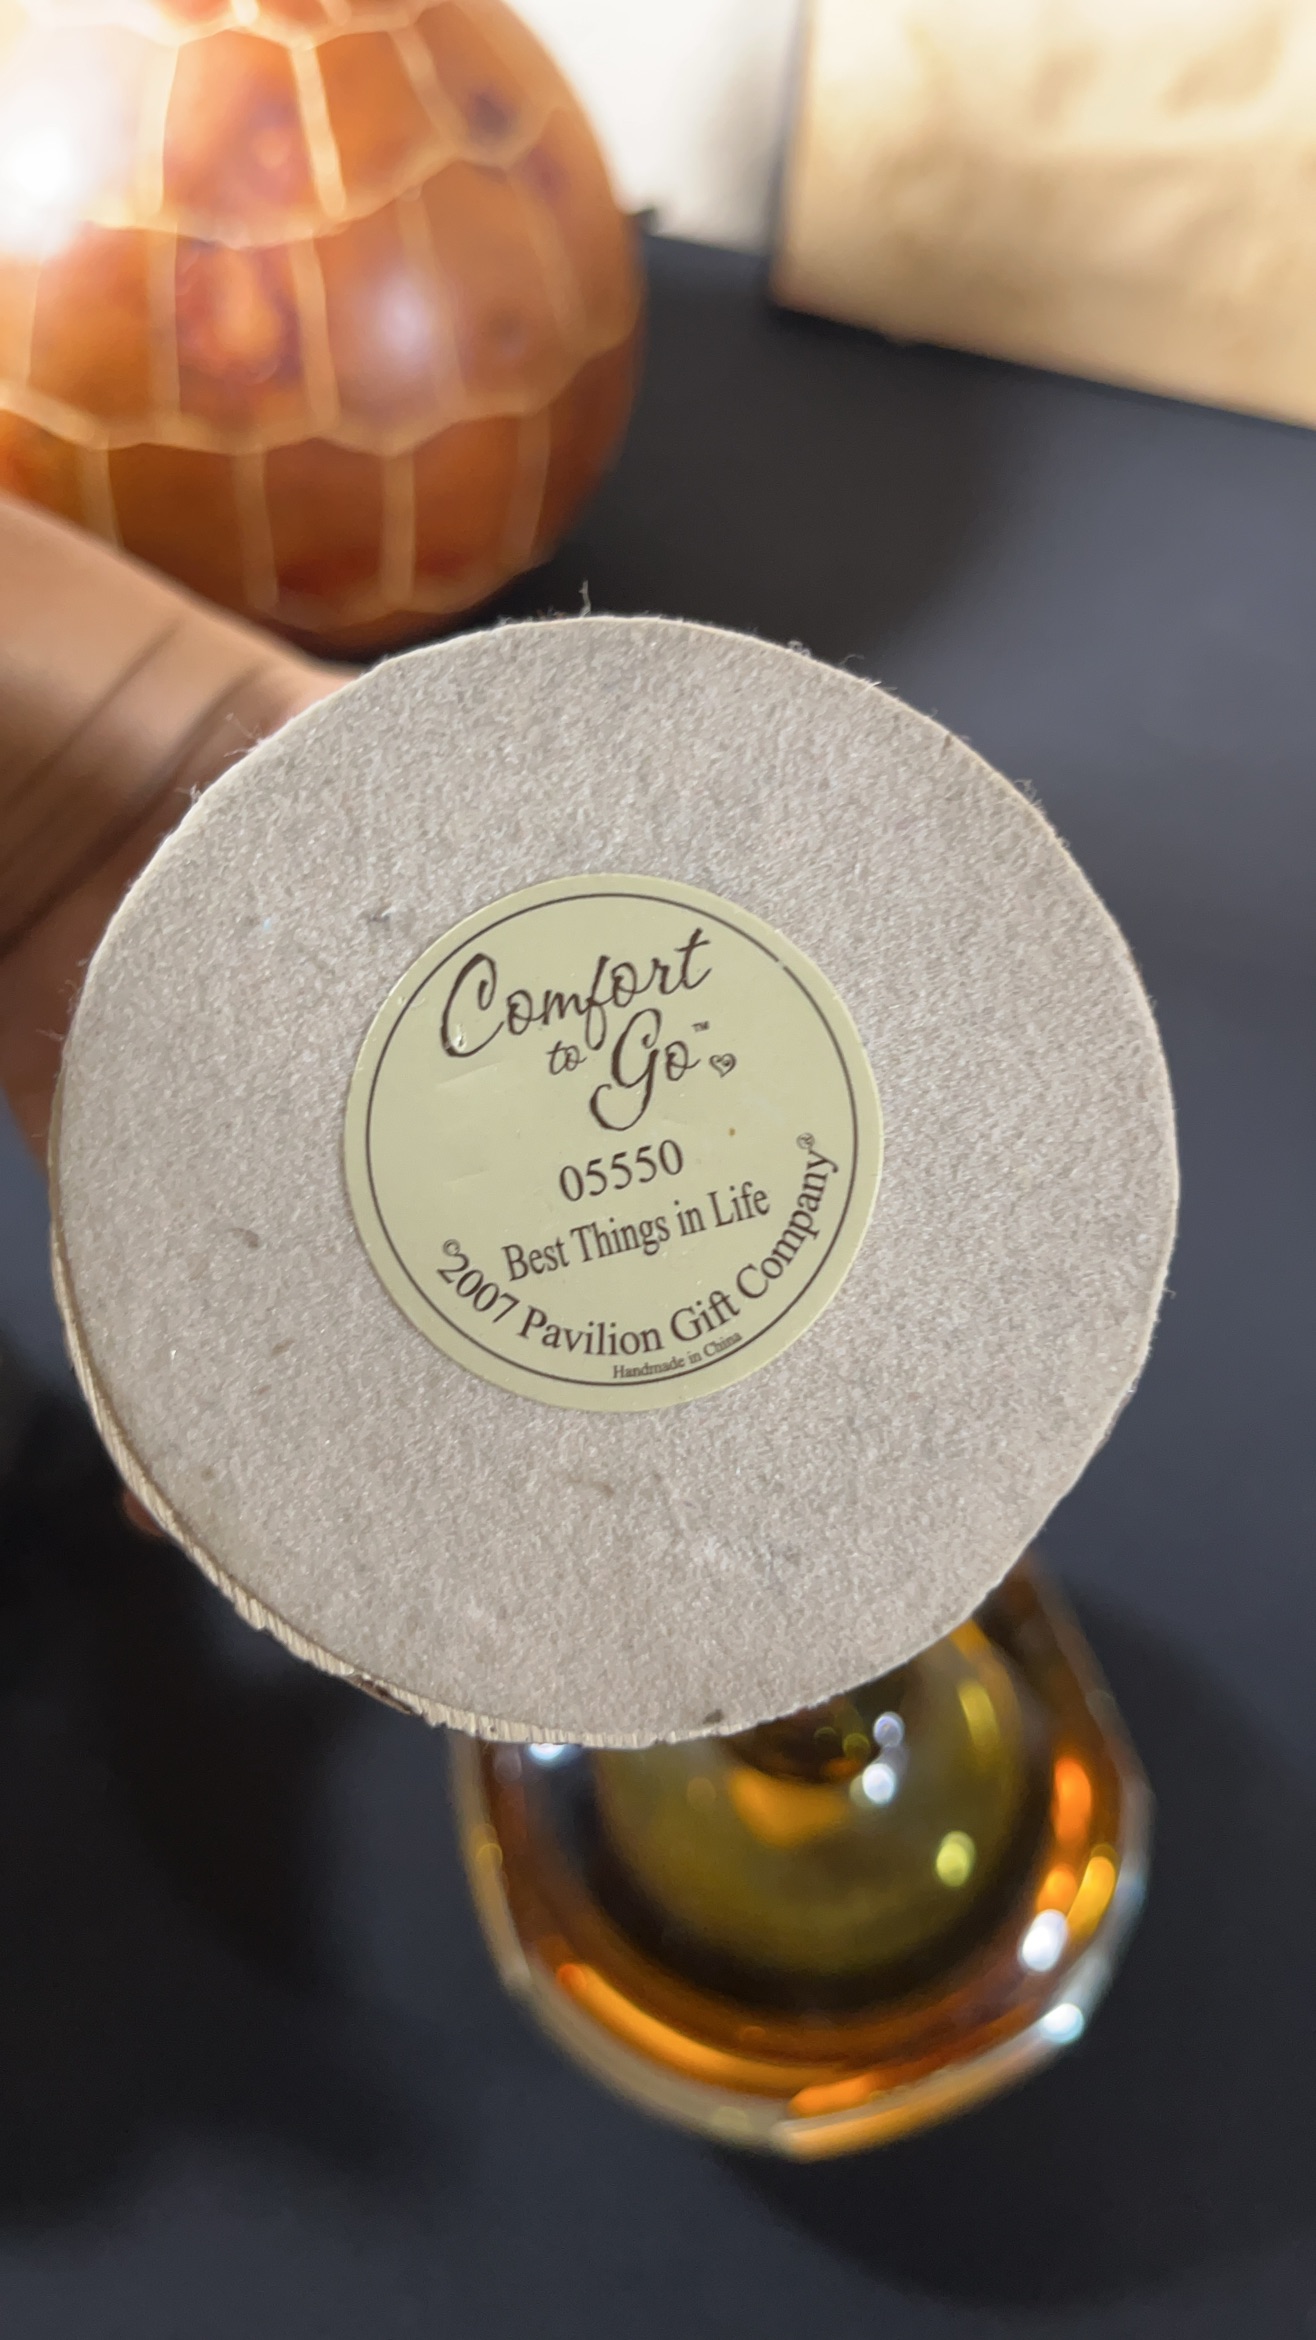 Comfort
to Go™
05550
Best Things in Life
©2007 Pavilion Gift Company®
Handmade in China